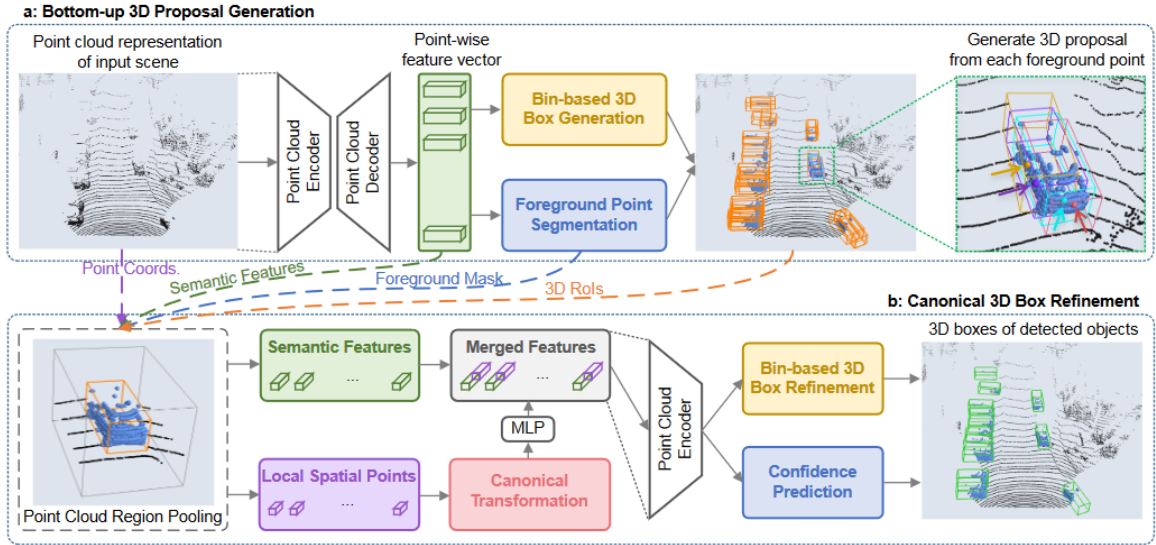 a: Bottom-up 3D Proposal Generation
Point cloud representation
of input scene
Point-wise
feature vector
Generate 3D proposal
from each foreground point
Point Cloud
Encoder
Point Cloud
Decoder
Bin-based 3D
Box Generation
Foreground Point
Segmentation
Point Coords.
Semantic Features
Foreground Mask
3D RoIs
b: Canonical 3D Box Refinement
3D boxes of detected objects
Semantic Features
...
Merged Features
...
Bin-based 3D
Box Refinement
Point Cloud
Encoder
MLP
Local Spatial Points
...
Canonical
Transformation
Confidence
Prediction
Point Cloud Region Pooling